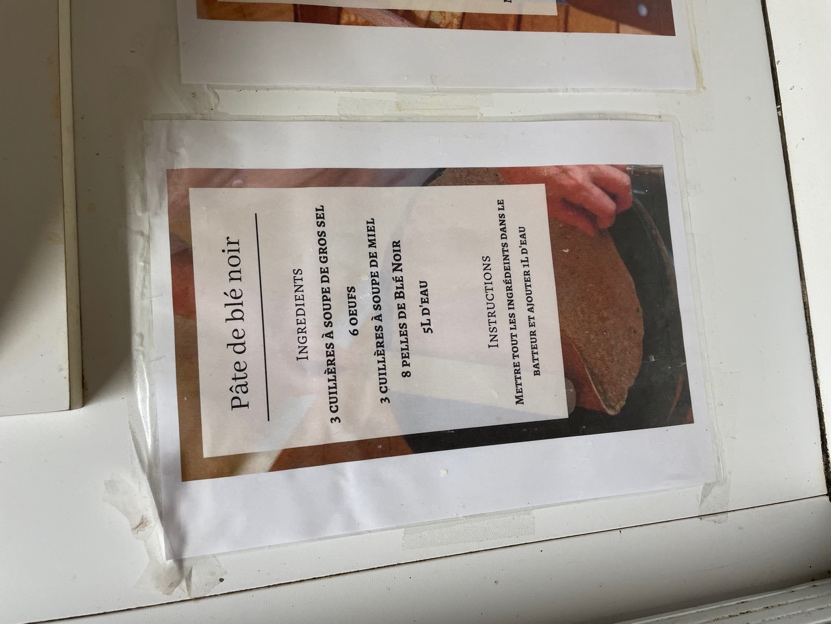 Pâte de blé noir
Ingredients
3 cuillères à soupe de gros sel
6 oeufs
3 cuillères à soupe de miel
8 pelles de Blé Noir
5L d'eau
Instructions
Mettre tout les ingrédeints dans le
batteur et ajouter 1L d'eau